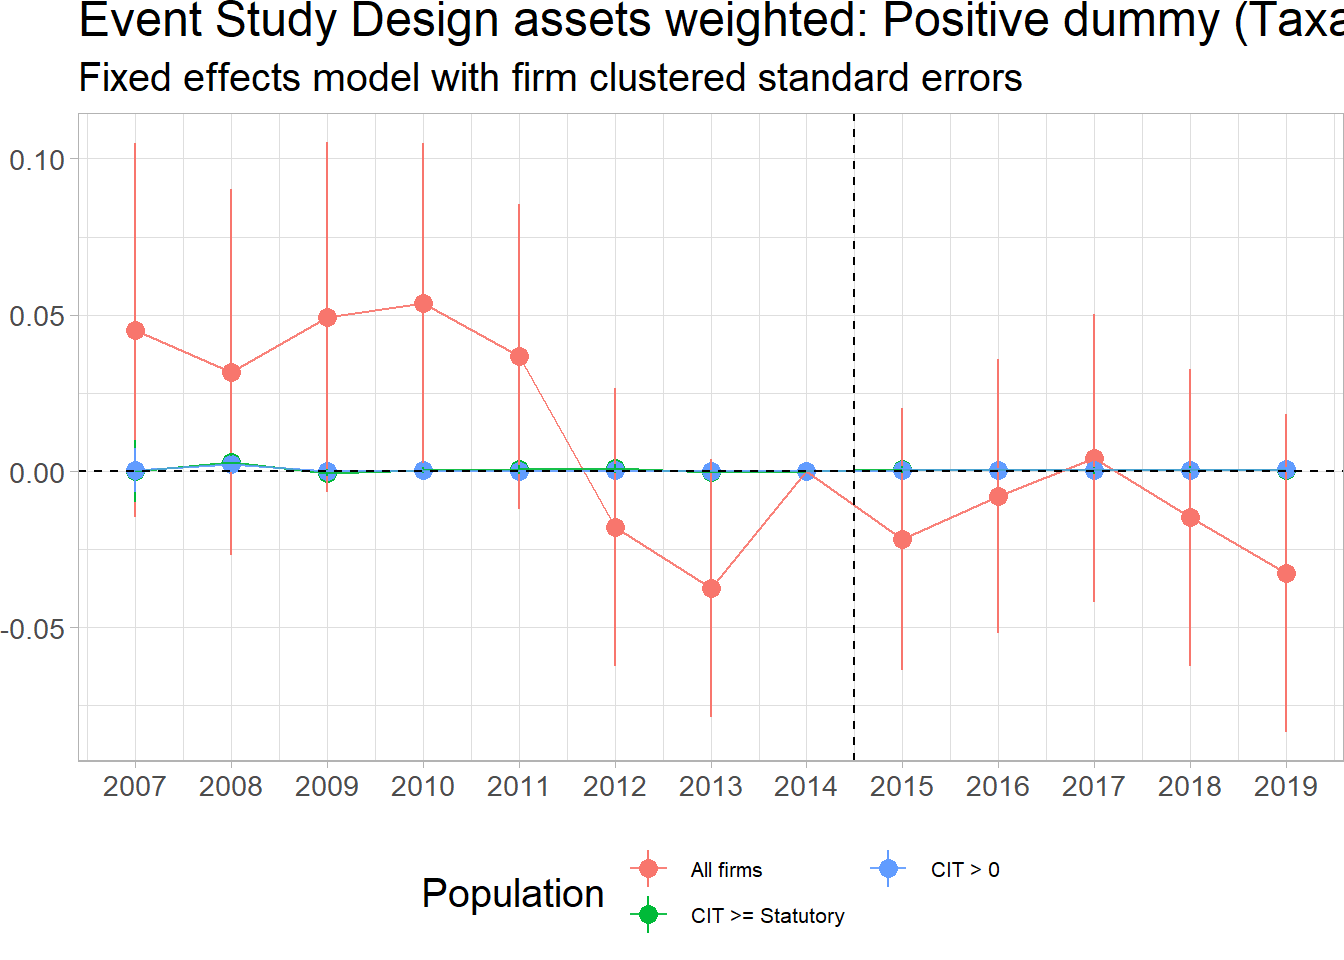 Event Study Design assets weighted: Positive dummy (Taxa
Fixed effects model with firm clustered standard errors
0.10
0.05
0.00
-0.05
2007 2008 2009 2010 2011 2012 2013 2014 2015 2016 2017 2018 2019
Population
All firms
CIT >= Statutory
CIT > 0